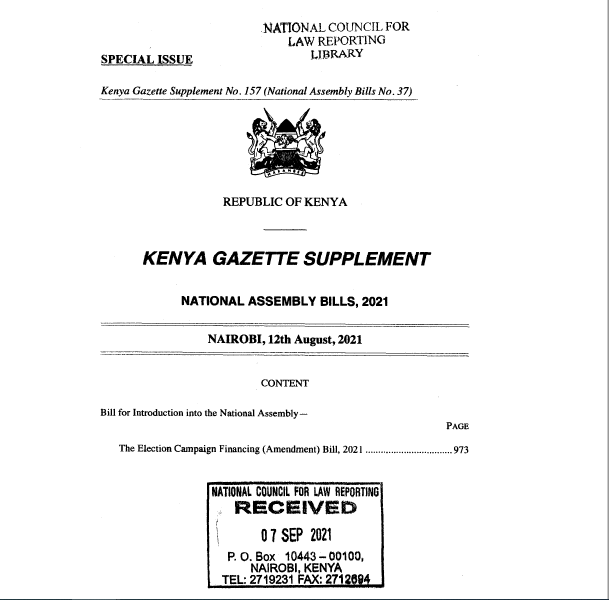 NATIONAL COUNCIL FOR
LAW REPORTING
LIBRARY
SPECIAL ISSUE
Kenya Gazette Supplement No. 157 (National Assembly Bills No. 37)
HARAMBEE
REPUBLIC OF KENYA
KENYA GAZETTE SUPPLEMENT
NATIONAL ASSEMBLY BILLS, 2021
NAIROBI, 12th August, 2021
CONTENT
Bill for Introduction into the National Assembly—
PAGE
The Election Campaign Financing (Amendment) Bill, 2021 ................................ 973
NATIONAL COUNCIL FOR LAW REPORTING
RECEIVED
07 SEP 2021
P. O. Box 10443 – 00100,
NAIROBI, KENYA
TEL: 2719231 FAX: 2712694